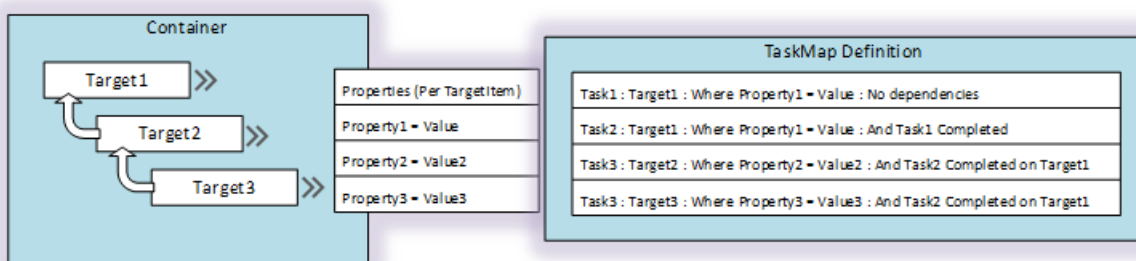 Container
Target1
Target2
Target3
Properties (Per TargetItem)
Property1 = Value
Property2 = Value2
Property3 = Value3
TaskMap Definition
Task1 : Target1 : Where Property1 = Value : No dependencies
Task2 : Target1 : Where Property1 = Value : And Task1 Completed
Task3 : Target2 : Where Property2 = Value2 : And Task2 Completed on Target1
Task3 : Target3 : Where Property3 = Value3 : And Task2 Completed on Target1